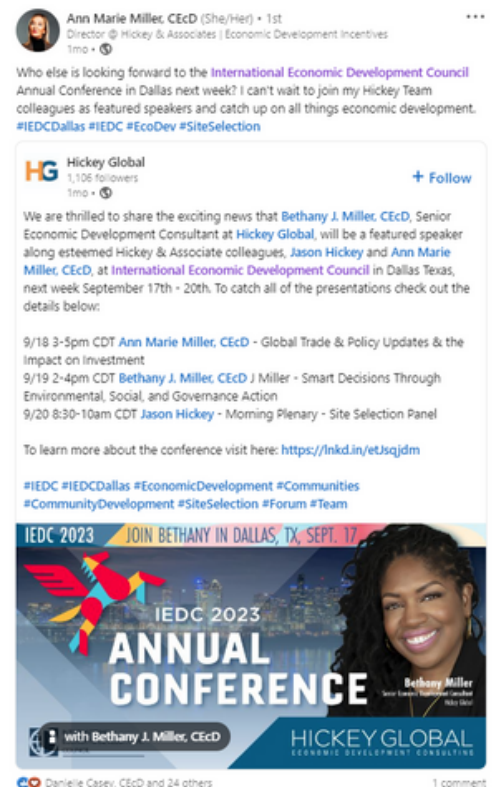 Ann Marie Miller, CEcD (She/Her) • 1st
Director @ Hickey & Associates | Economic Development Incentives
1mo •
Who else is looking forward to the International Economic Development Council
Annual Conference in Dallas next week? I can't wait to join my Hickey Team
colleagues as featured speakers and catch up on all things economic development.
#IEDCDallas #IEDC #EcoDev #SiteSelection
HG
Hickey Global
1,106 followers
1mo •
+ Follow
We are thrilled to share the exciting news that Bethany J. Miller, CEcD, Senior
Economic Development Consultant at Hickey Global, will be a featured speaker
along esteemed Hickey & Associate colleagues, Jason Hickey and Ann Marie
Miller, CEcD, at International Economic Development Council in Dallas Texas,
next week September 17th - 20th. To catch all of the presentations check out the
details below:
9/18 3-5pm CDT Ann Marie Miller, CEcD - Global Trade & Policy Updates & the
Impact on Investment
9/19 2-4pm CDT Bethany J. Miller, CEcD J Miller - Smart Decisions Through
Environmental, Social, and Governance Action
9/20 8:30-10am CDT Jason Hickey - Morning Plenary - Site Selection Panel
To learn more about the conference visit here: https://lnkd.in/etJsqjdm
#IEDC #IEDCDallas #EconomicDevelopment #Communities
#CommunityDevelopment #SiteSelection #Forum #Team
IEDC 2023 JOIN BETHANY IN DALLAS, TX, SEPT. 17
IEDC 2023
ANNUAL
CONFERENCE
Bethany Miller
Senior Economic Development Consultant
Hickey Global
with Bethany J. Miller, CEcD
HICKEY GLOBAL
ECONOMIC DEVELOPMENT CONSULTING
Danielle Casey, CEcD and 24 others
1 comment